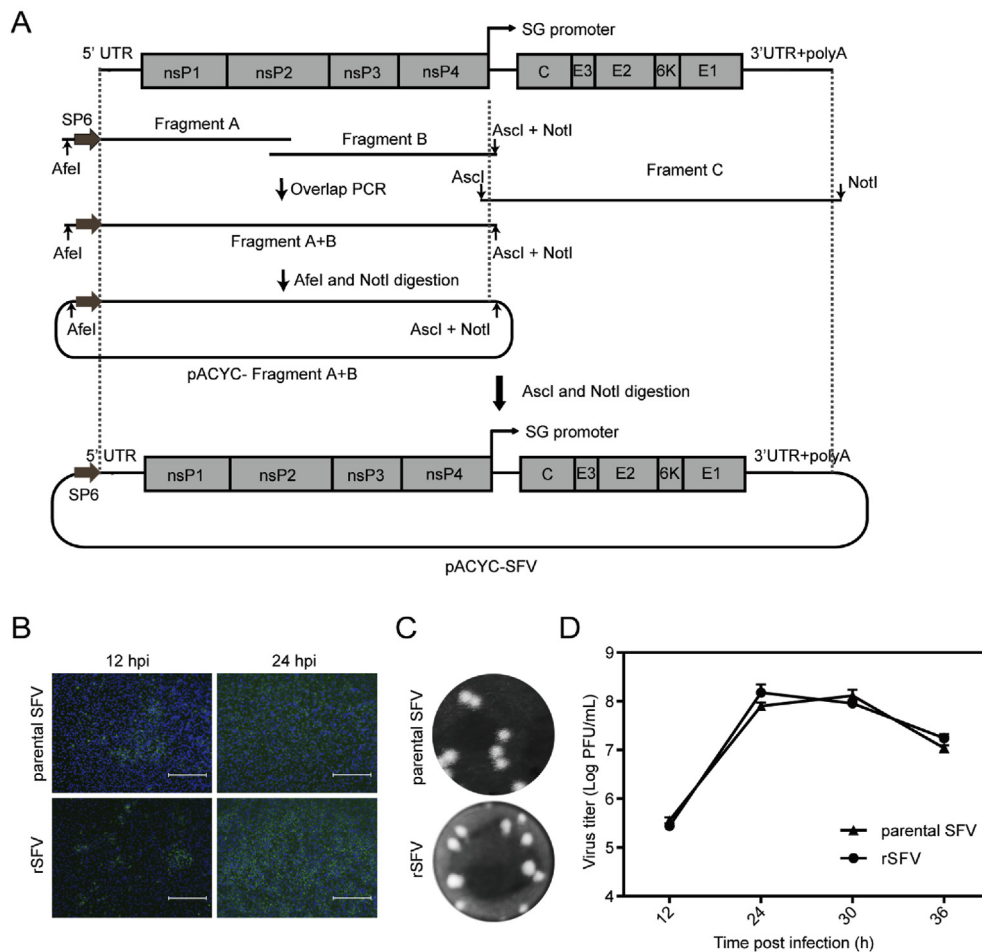 A
SG promoter
5' UTR
3'UTR+polyA
nsP1 nsP2 nsP3 nsP4 C E3 E2 6K E1
SP6
Fragment A
AscI + NotI
Fragment B
AfeI
AscI
Frament C
NotI
Overlap PCR
Fragment A+B
AfeI
AscI + NotI
AfeI and NotI digestion
AfeI
AscI + NotI
pACYC- Fragment A+B
AscI and NotI digestion
SG promoter
5' UTR
3'UTR+polyA
nsP1 nsP2 nsP3 nsP4 C E3 E2 6K E1
SP6
pACYC-SFV
B
12 hpi 24 hpi
parental SFV
rSFV
C
parental SFV
rSFV
D
Virus titer (Log PFU/mL)
9
8
7
6
5
4
parental SFV
rSFV
12 24 30 36
Time post infection (h)